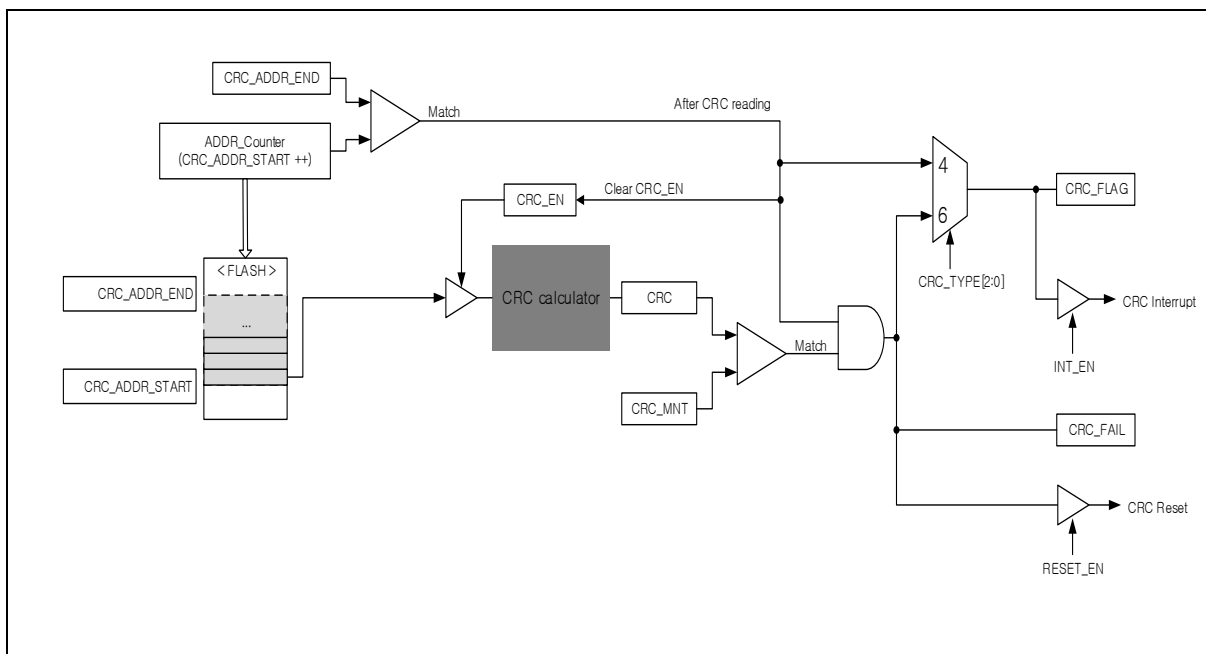 CRC_ADDR_END
Match
After CRC reading
ADDR_Counter
(CRC_ADDR_START ++)
4
CRC_FLAG
CRC_EN
Clear CRC_EN
6
<FLASH>
CRC_ADDR_END
CRC_TYPE[2:0]
...
CRC calculator
CRC
CRC Interrupt
Match
INT_EN
CRC_ADDR_START
CRC_MNT
CRC_FAIL
CRC Reset
RESET_EN